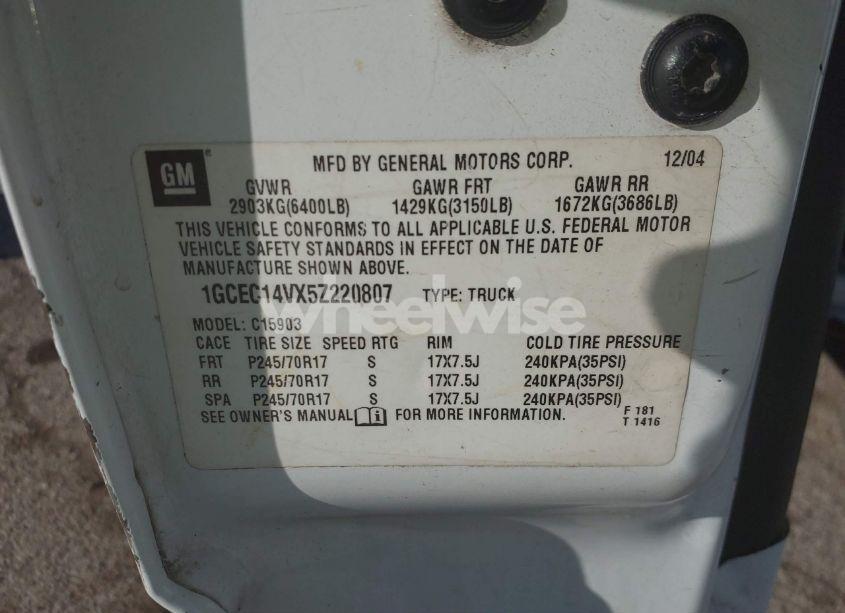 GM ® MFD BY GENERAL MOTORS CORP. 12/04
GVWR GAWR FRT GAWR RR
2903KG(6400LB) 1429KG(3150LB) 1672KG(3686LB)
THIS VEHICLE CONFORMS TO ALL APPLICABLE U.S. FEDERAL MOTOR
VEHICLE SAFETY STANDARDS IN EFFECT ON THE DATE OF
MANUFACTURE SHOWN ABOVE.
1GCEC14VX5Z220807 TYPE: TRUCK
wheelwise
MODEL: C15903
CACE TIRE SIZE SPEED RTG RIM COLD TIRE PRESSURE
FRT P245/70R17 S 17X7.5J 240KPA(35PSI)
RR P245/70R17 S 17X7.5J 240KPA(35PSI)
SPA P245/70R17 S 17X7.5J 240KPA(35PSI)
SEE OWNER'S MANUAL i FOR MORE INFORMATION.
F 181
T 1416